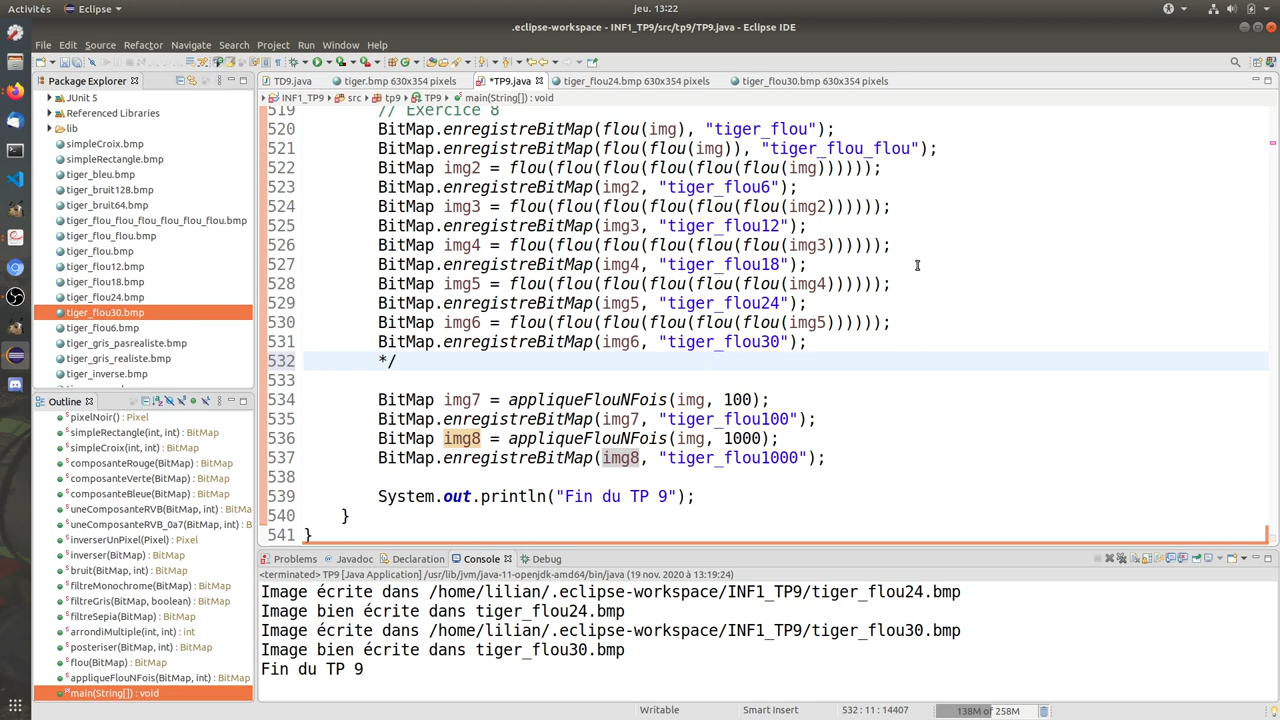 Activités Eclipse jeu. 13:22
.eclipse-workspace - INF1_TP9/src/tp9/TP9.java - Eclipse IDE
File Edit Source Refactor Navigate Search Project Run Window Help
Package Explorer
TD9.java tiger.bmp 630x354 pixels *TP9.java tiger_flou24.bmp 630x354 pixels tiger_flou30.bmp 630x354 pixels
INF1_TP9 src tp9 TP9 main(String[]) : void
JUnit 5
Referenced Libraries
lib
simpleCroix.bmp
simpleRectangle.bmp
tiger_bleu.bmp
tiger_bruit128.bmp
tiger_bruit64.bmp
tiger_flou_flou_flou_flou_flou_flou.bmp
tiger_flou_flou.bmp
tiger_flou.bmp
tiger_flou12.bmp
tiger_flou18.bmp
tiger_flou24.bmp
tiger_flou30.bmp
tiger_flou6.bmp
tiger_gris_pasrealiste.bmp
tiger_gris_realiste.bmp
tiger_inverse.bmp
Outline
pixelNoir() : Pixel
simpleRectangle(int, int) : BitMap
simpleCroix(int, int) : BitMap
composanteRouge(BitMap) : BitMap
composanteVerte(BitMap) : BitMap
composanteBleue(BitMap) : BitMap
uneComposanteRVB(BitMap, int) : BitMap
uneComposanteRVB_0a7(BitMap, int) : B
inverserUnPixel(Pixel) : Pixel
inverser(BitMap) : BitMap
bruit(BitMap, int) : BitMap
filtreMonochrome(BitMap) : BitMap
filtreGris(BitMap, boolean) : BitMap
filtreSepia(BitMap) : BitMap
arrondiMultiple(int, int) : int
posteriser(BitMap, int) : BitMap
flou(BitMap) : BitMap
appliqueFlouNFois(BitMap, int) : BitMap
main(String[]) : void
519 // Exercice 8
520 BitMap.enregistreBitMap(flou(img), "tiger_flou");
521 BitMap.enregistreBitMap(flou(flou(img)), "tiger_flou_flou");
522 BitMap img2 = flou(flou(flou(flou(flou(flou(img))))));
523 BitMap.enregistreBitMap(img2, "tiger_flou6");
524 BitMap img3 = flou(flou(flou(flou(flou(flou(img2))))));
525 BitMap.enregistreBitMap(img3, "tiger_flou12");
526 BitMap img4 = flou(flou(flou(flou(flou(flou(img3))))));
527 BitMap.enregistreBitMap(img4, "tiger_flou18");
528 BitMap img5 = flou(flou(flou(flou(flou(flou(img4))))));
529 BitMap.enregistreBitMap(img5, "tiger_flou24");
530 BitMap img6 = flou(flou(flou(flou(flou(flou(img5))))));
531 BitMap.enregistreBitMap(img6, "tiger_flou30");
532 */
533
534 BitMap img7 = appliqueFlouNFois(img, 100);
535 BitMap.enregistreBitMap(img7, "tiger_flou100");
536 BitMap img8 = appliqueFlouNFois(img, 1000);
537 BitMap.enregistreBitMap(img8, "tiger_flou1000");
538
539 System.out.println("Fin du TP 9");
540 }
541 }
Problems Javadoc Declaration Console Debug
<terminated> TP9 [Java Application] /usr/lib/jvm/java-11-openjdk-amd64/bin/java (19 nov. 2020 à 13:19:24)
Image écrite dans /home/lilian/.eclipse-workspace/INF1_TP9/tiger_flou24.bmp
Image bien écrite dans tiger_flou24.bmp
Image écrite dans /home/lilian/.eclipse-workspace/INF1_TP9/tiger_flou30.bmp
Image bien écrite dans tiger_flou30.bmp
Fin du TP 9
Writable Smart Insert 532 : 11 : 14407 138M of 258M